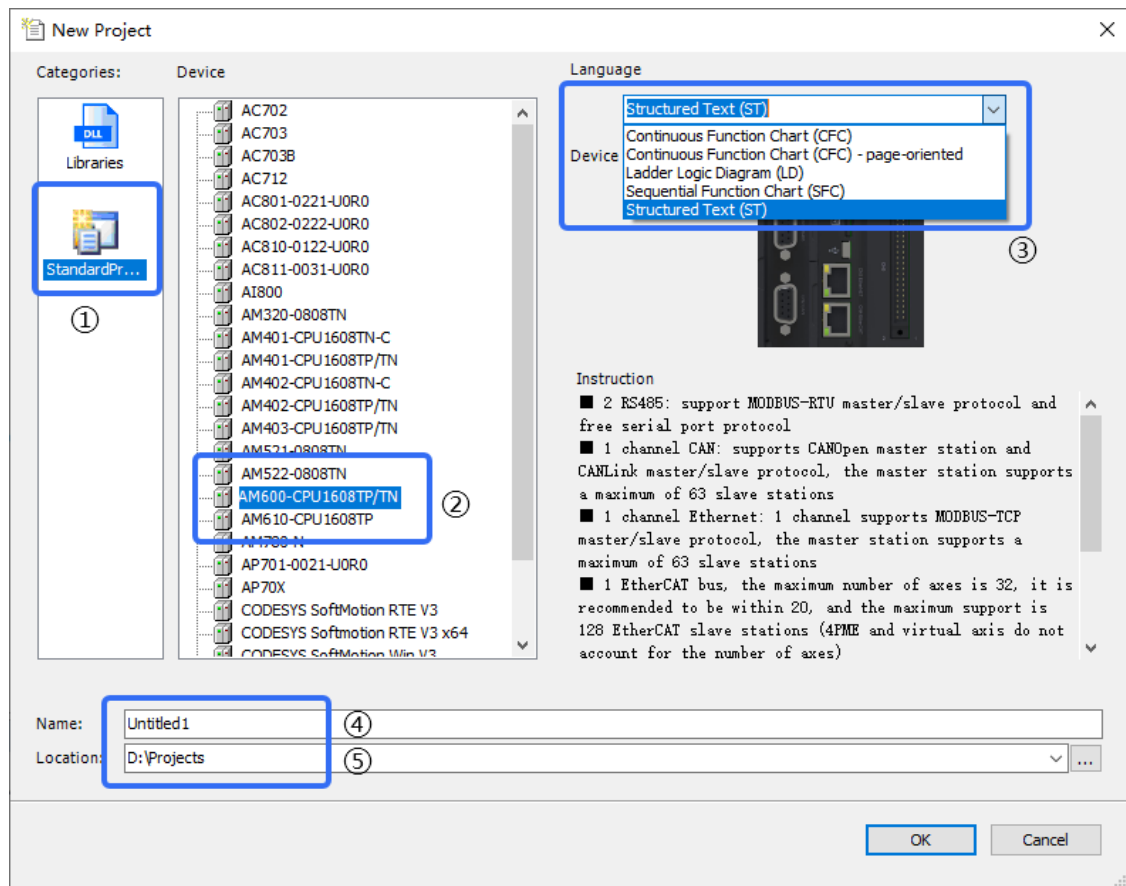 New Project
Categories:
Device
Language
DLL
Libraries
StandardPr...
①
AC702
AC703
AC703B
AC712
AC801-0221-U0R0
AC802-0222-U0R0
AC810-0122-U0R0
AC811-0031-U0R0
AI800
AM320-0808TN
AM401-CPU1608TN-C
AM401-CPU1608TP/TN
AM402-CPU1608TN-C
AM402-CPU1608TP/TN
AM403-CPU1608TP/TN
AM521-0808TN
AM522-0808TN
AM600-CPU1608TP/TN
AM610-CPU1608TP
②
AM780-N
AP701-0021-U0R0
AP70X
CODESYS SoftMotion RTE V3
CODESYS Softmotion RTE V3 x64
CODESYS SoftMotion Win V3
Structured Text (ST)
Device
Continuous Function Chart (CFC)
Continuous Function Chart (CFC) - page-oriented
Ladder Logic Diagram (LD)
Sequential Function Chart (SFC)
Structured Text (ST)
③
Instruction
■ 2 RS485: support MODBUS-RTU master/slave protocol and
free serial port protocol
■ 1 channel CAN: supports CANOpen master station and
CANLink master/slave protocol, the master station supports
a maximum of 63 slave stations
■ 1 channel Ethernet: 1 channel supports MODBUS-TCP
master/slave protocol, the master station supports a
maximum of 63 slave stations
■ 1 EtherCAT bus, the maximum number of axes is 32, it is
recommended to be within 20, and the maximum support is
128 EtherCAT slave stations (4PME and virtual axis do not
account for the number of axes)
Name:
Untitled1
④
Location:
D:\Projects
⑤
...
OK
Cancel